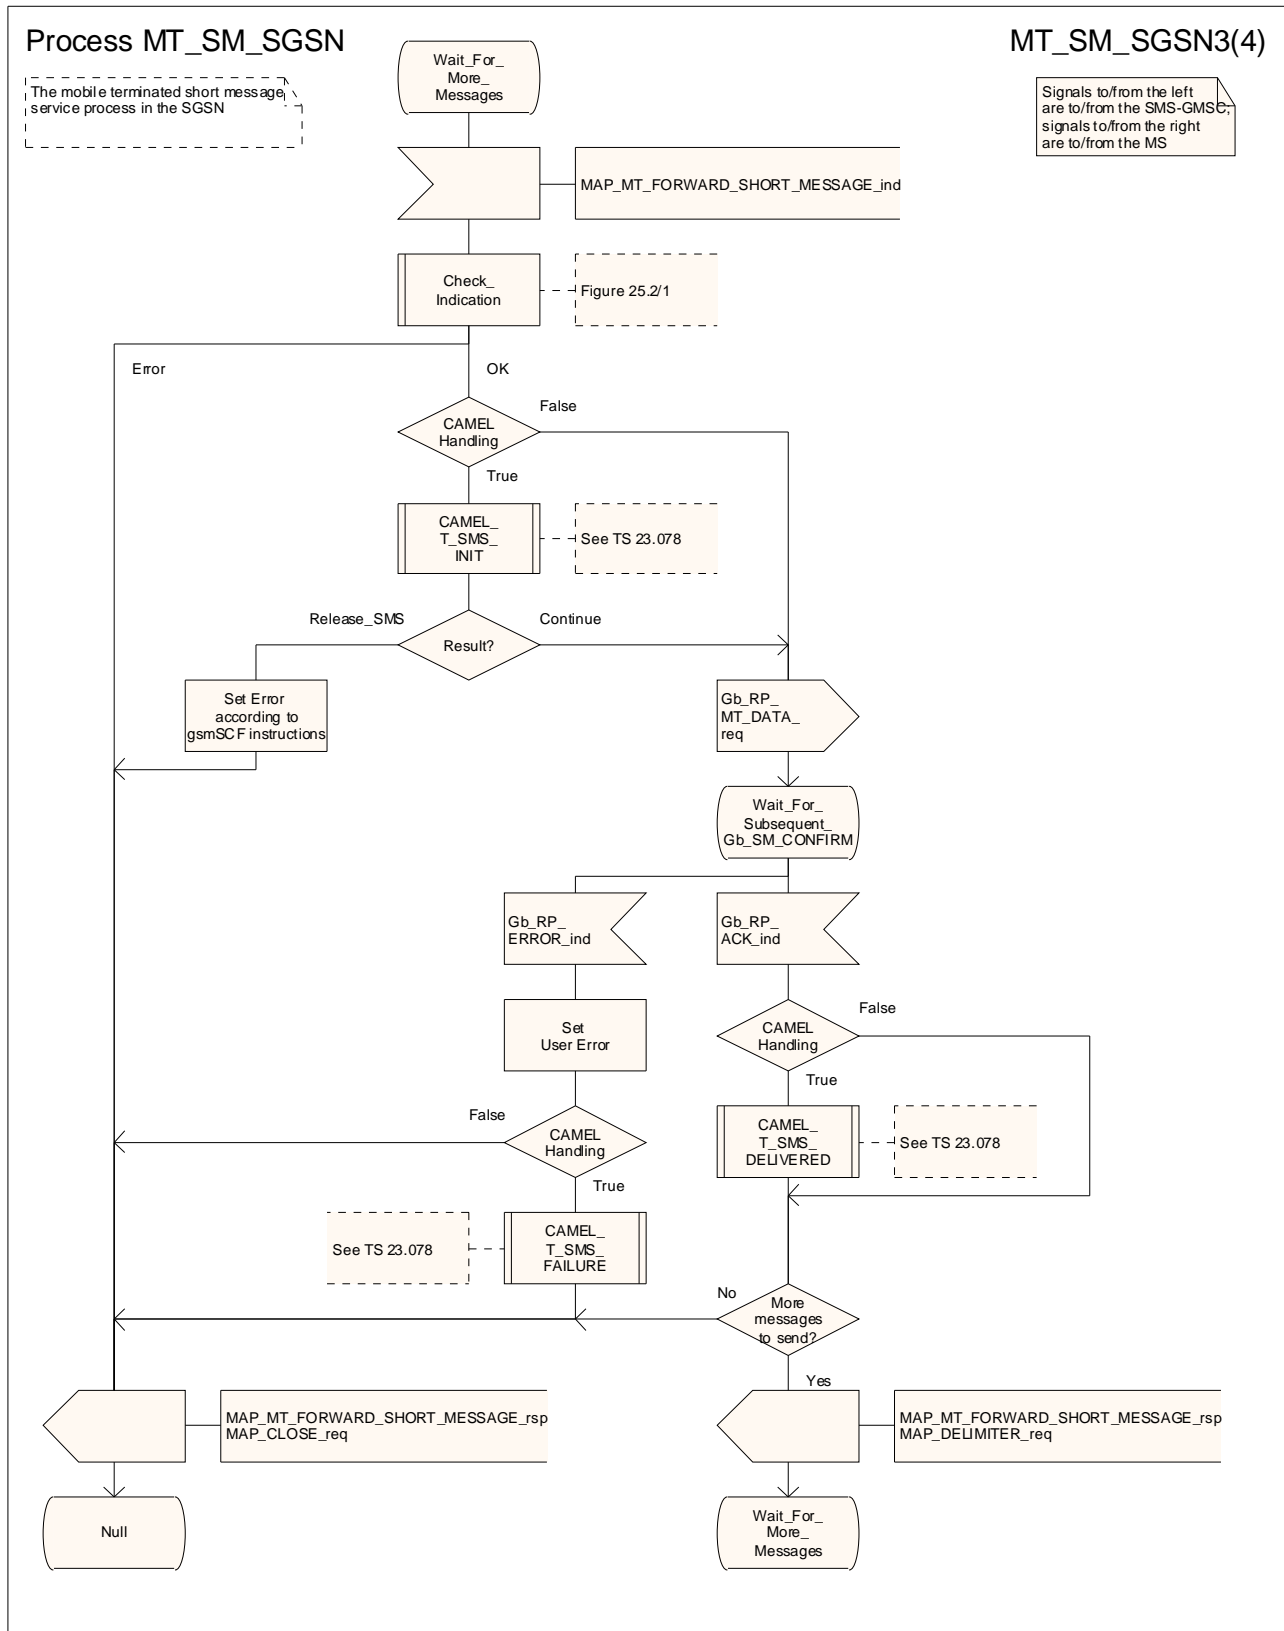 Process MT_SM_SGSN
MT_SM_SGSN3(4)
The mobile terminated short message
service process in the SGSN
Signals to/from the left
are to/from the SMS-GMSC;
signals to/from the right
are to/from the MS
Wait_For_
More_
Messages
MAP_MT_FORWARD_SHORT_MESSAGE_ind
Check_
Indication
Figure 25.2/1
Error
OK
CAMEL
Handling
False
True
CAMEL_
T_SMS_
INIT
See TS 23.078
Release_SMS
Result?
Continue
Set Error
according to
gsmSCF instructions
Gb_RP_
MT_DATA_
req
Wait_For_
Subsequent_
Gb_SM_CONFIRM
Gb_RP_
ERROR_ind
Gb_RP_
ACK_ind
Set
User Error
CAMEL
Handling
False
True
False
CAMEL
Handling
True
CAMEL_
T_SMS_
DELIVERED
See TS 23.078
See TS 23.078
CAMEL_
T_SMS_
FAILURE
No
More
messages
to send?
Yes
MAP_MT_FORWARD_SHORT_MESSAGE_rsp
MAP_CLOSE_req
MAP_MT_FORWARD_SHORT_MESSAGE_rsp
MAP_DELIMITER_req
Null
Wait_For_
More_
Messages